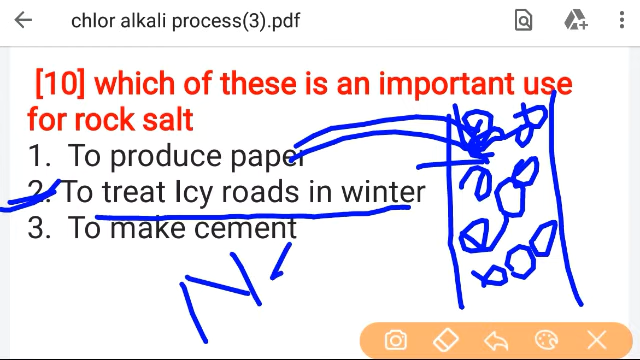 chlor alkali process(3).pdf
[10] which of these is an important use
for rock salt
1. To produce paper
2. To treat Icy roads in winter
3. To make cement
N